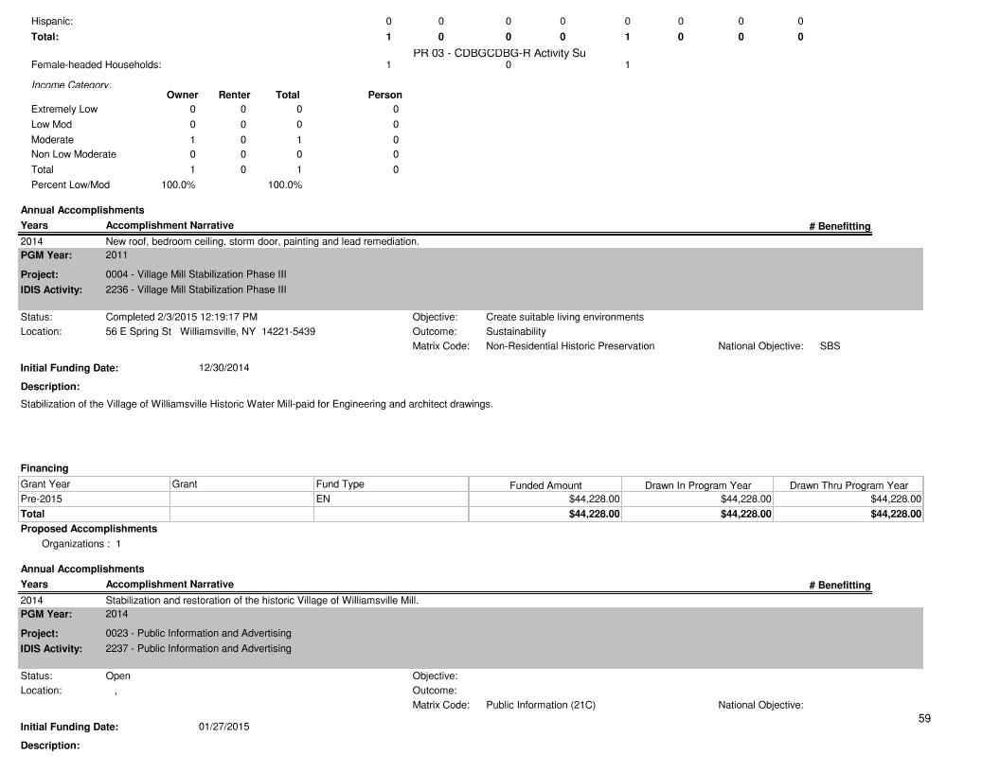 Hispanic: 0 0 0 0 0 0 0 0
Total: 1 0 0 0 1 0 0 0
PR 03 - CDBGCDBG-R Activity Su
Female-headed Households: 1 0 1
Income Category:
Owner Renter Total Person
Extremely Low 0 0 0 0
Low Mod 0 0 0 0
Moderate 1 0 1 0
Non Low Moderate 0 0 0 0
Total 1 0 1 0
Percent Low/Mod 100.0% 100.0%
Annual Accomplishments
Years Accomplishment Narrative # Benefitting
2014 New roof, bedroom ceiling, storm door, painting and lead remediation.
PGM Year: 2011
Project: 0004 - Village Mill Stabilization Phase III
IDIS Activity: 2236 - Village Mill Stabilization Phase III
Status: Completed 2/3/2015 12:19:17 PM Objective: Create suitable living environments
Location: 56 E Spring St Williamsville, NY 14221-5439 Outcome: Sustainability
Matrix Code: Non-Residential Historic Preservation National Objective: SBS
Initial Funding Date: 12/30/2014
Description:
Stabilization of the Village of Williamsville Historic Water Mill-paid for Engineering and architect drawings.
Financing
Grant Year Grant Fund Type Funded Amount Drawn In Program Year Drawn Thru Program Year
Pre-2015 EN $44,228.00 $44,228.00 $44,228.00
Total $44,228.00 $44,228.00 $44,228.00
Proposed Accomplishments
Organizations : 1
Annual Accomplishments
Years Accomplishment Narrative # Benefitting
2014 Stabilization and restoration of the historic Village of Williamsville Mill.
PGM Year: 2014
Project: 0023 - Public Information and Advertising
IDIS Activity: 2237 - Public Information and Advertising
Status: Open Objective:
Location: , Outcome:
Matrix Code: Public Information (21C) National Objective:
59
Initial Funding Date: 01/27/2015
Description: